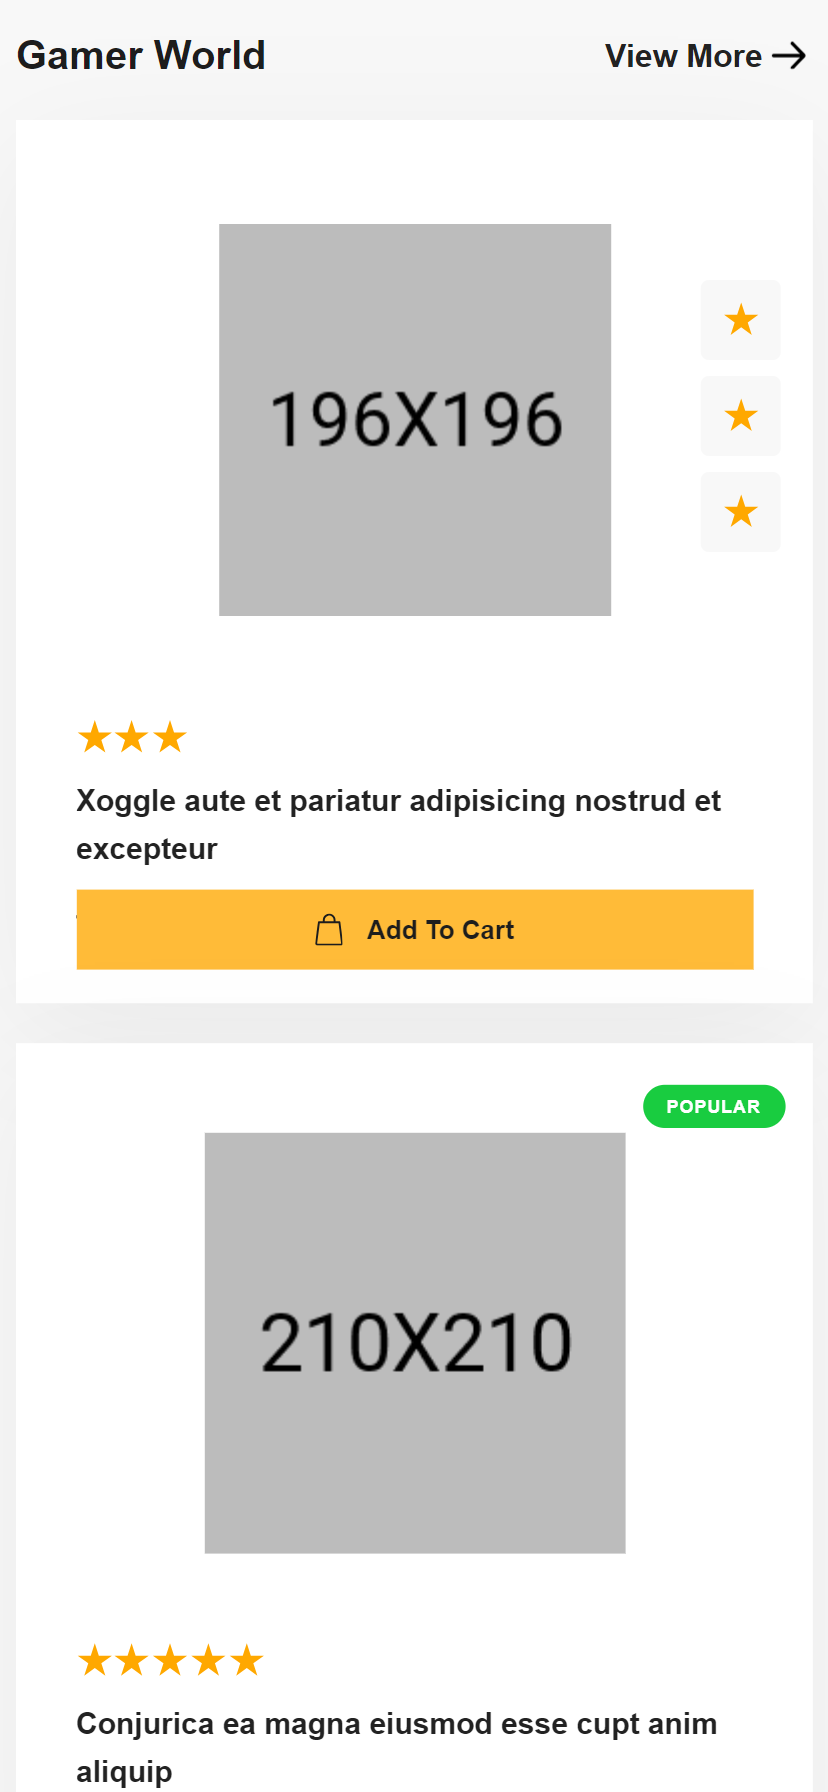 Gamer World
View More
196X196
Xoggle aute et pariatur adipisicing nostrud et
excepteur
Add To Cart
POPULAR
210X210
Conjurica ea magna eiusmod esse cupt anim
aliquip